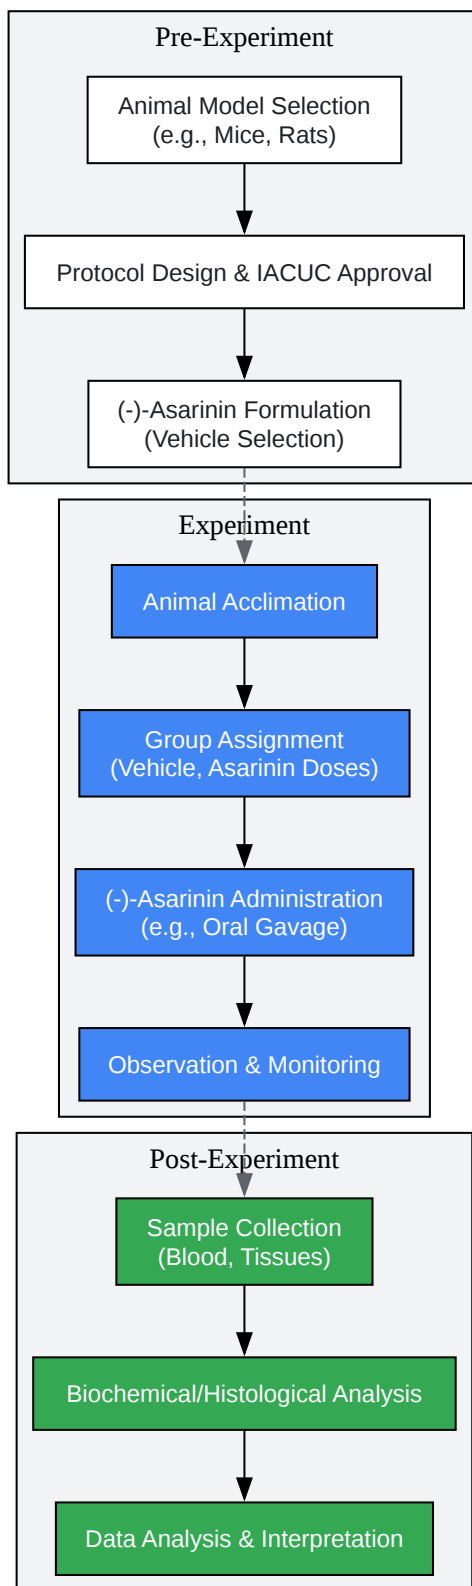 Pre-Experiment
Animal Model Selection
(e.g., Mice, Rats)
Protocol Design & IACUC Approval
(-)-Asarinin Formulation
(Vehicle Selection)
Experiment
Animal Acclimation
Group Assignment
(Vehicle, Asarinin Doses)
(-)-Asarinin Administration
(e.g., Oral Gavage)
Observation & Monitoring
Post-Experiment
Sample Collection
(Blood, Tissues)
Biochemical/Histological Analysis
Data Analysis & Interpretation